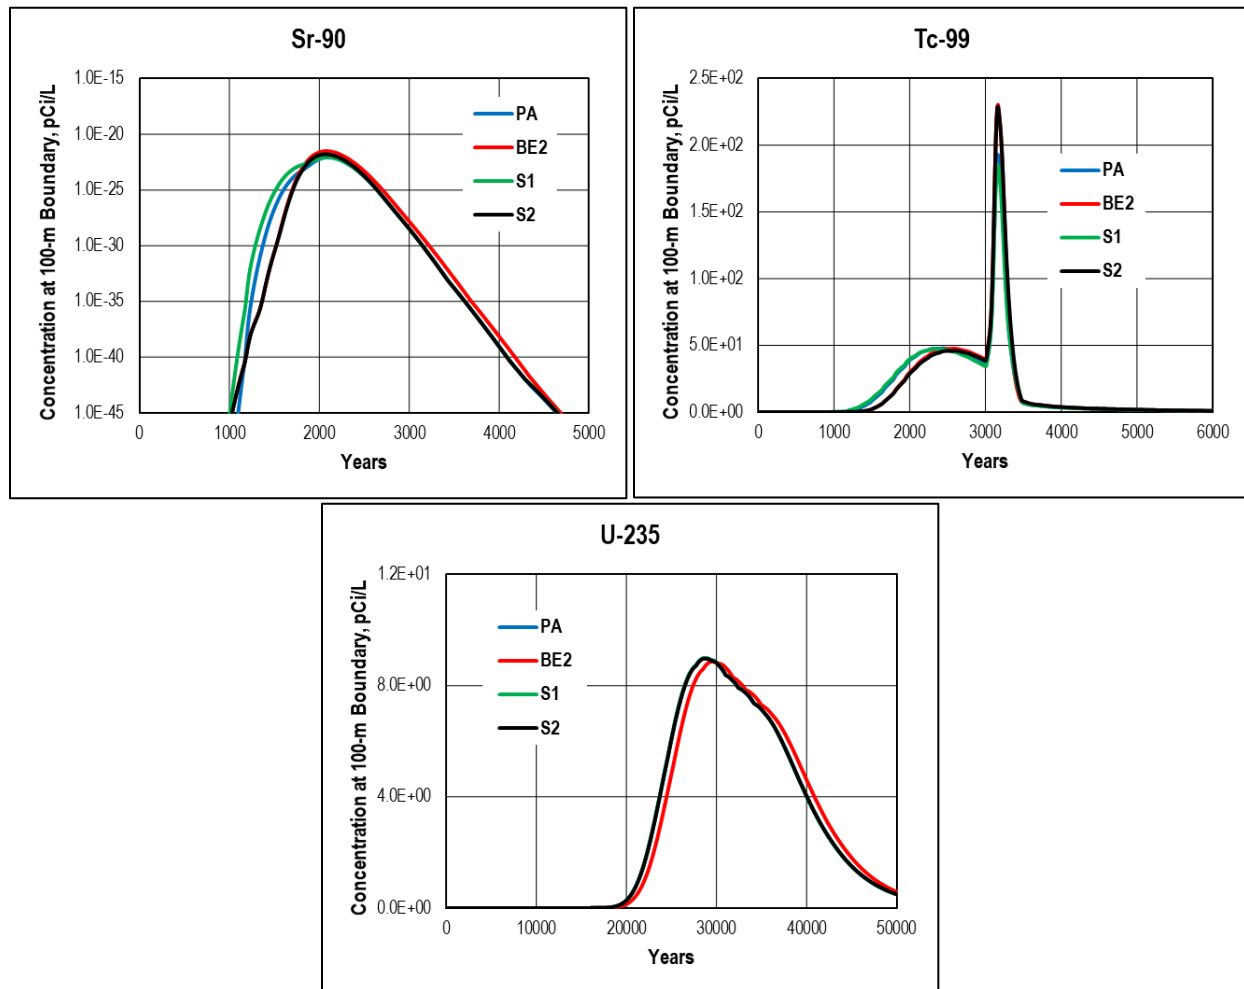 Sr-90
Concentration at 100-m Boundary, pCi/L
1.0E-15
1.0E-20
1.0E-25
1.0E-30
1.0E-35
1.0E-40
1.0E-45
PA
BE2
S1
S2
0 1000 2000 3000 4000 5000
Years
Tc-99
Concentration at 100-m Boundary, pCi/L
2.5E+02
2.0E+02
1.5E+02
1.0E+02
5.0E+01
0.0E+00
PA
BE2
S1
S2
0 1000 2000 3000 4000 5000 6000
Years
U-235
Concentration at 100-m Boundary, pCi/L
1.2E+01
8.0E+00
4.0E+00
0.0E+00
PA
BE2
S1
S2
0 10000 20000 30000 40000 50000
Years